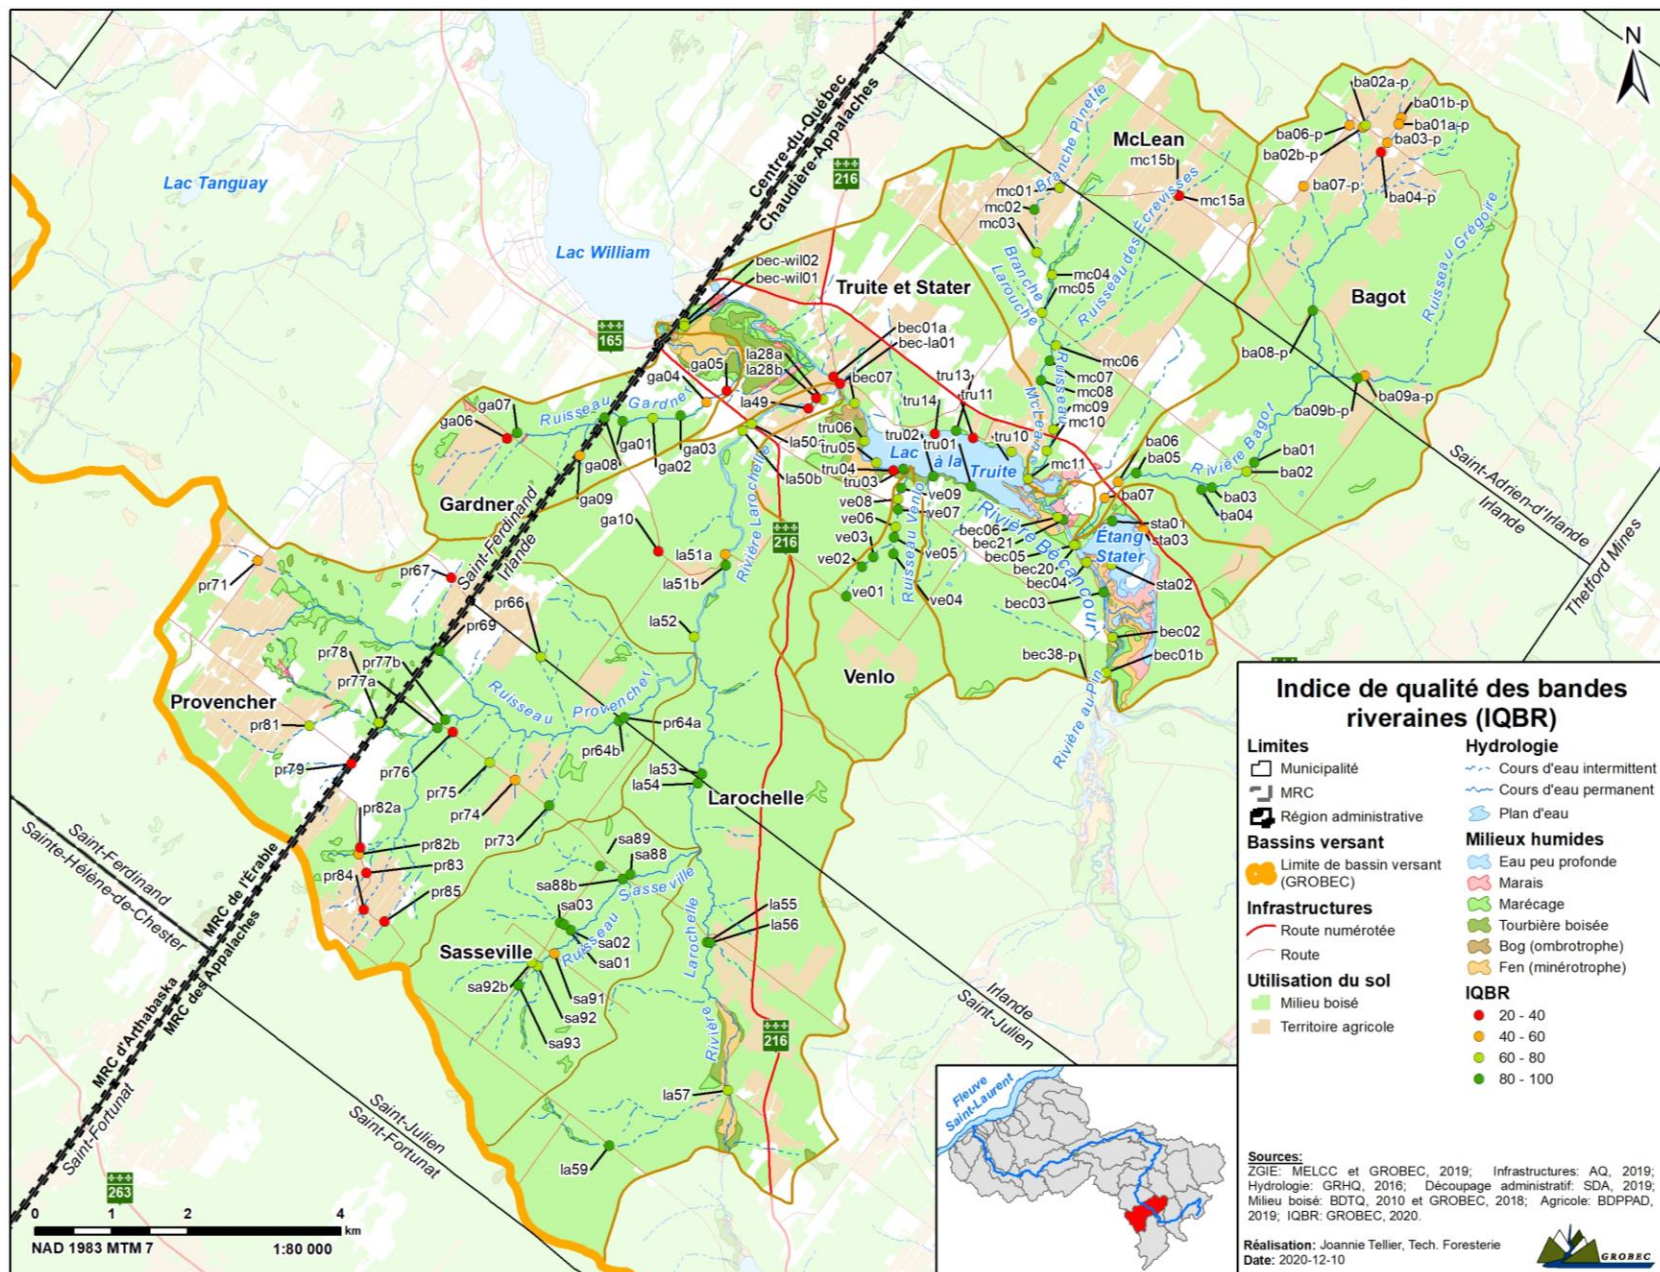 N
Centre-du-Québec
Chaudière-Appalaches
216
Lac Tanguay
Lac William
165
McLean
Branche Pinette
mc15b
mc15a
mc01
mc02
mc03
mc04
mc05
Branche Larouche
Ruisseau des Écrevisses
mc06
mc07
mc08
mc09
mc10
mc11
Ruisseau
McLean
ba02a-p
ba01b-p
ba01a-p
ba06-p
ba03-p
ba02b-p
ba07-p
ba04-p
Bagot
Ruisseau Grégoire
ba08-p
ba09b-p
ba09a-p
Rivière Bagot
ba06
ba05
ba01
ba02
ba03
ba04
ba07
Saint-Adrien-d'Irlande
Irlande
Thetford Mines
bec-wil02
bec-wil01
Truite et Stater
bec01a
bec-la01
la28a
la28b
bec07
tru13
tru11
tru14
la49
ga05
ga04
ga07
ga06
Ruisseau Gardner
ga01
ga02
ga03
ga08
ga09
Gardner
ga10
tru06
tru05
tru04
tru03
tru02
tru01
tru10
Lac à la Truite
la50b
Rivière Larochelle
216
ve09
ve08
ve07
ve06
ve03
ve05
ve02
ve01
ve04
Ruisseau Venlo
Venlo
Rivière Bécancour
bec06
bec21
bec05
bec20
bec04
bec03
sta01
sta03
Étang Stater
sta02
bec02
bec38-p
bec01b
Rivière au Pin
Saint-Ferdinand
Irlande
la51a
la51b
la52
pr71
pr67
pr66
pr69
pr78
pr77b
pr77a
Provencher
pr81
pr79
pr76
Ruisseau Provencher
pr64a
pr64b
pr75
pr74
pr73
pr82a
pr82b
pr83
pr84
pr85
la53
la54
Larochelle
sa89
sa88
sa88b
sa03
Ruisseau Sasseville
sa02
sa01
Sasseville
sa92b
sa91
sa92
sa93
la55
la56
Rivière Larochelle
Irlande
Saint-Julien
216
la57
la59
Saint-Ferdinand
Sainte-Hélène-de-Chester
MRC de l'Érable
MRC des Appalaches
MRC d'Arthabaska
Saint-Fortunat
Saint-Julien
Saint-Fortunat
263
0 1 2 4
km
NAD 1983 MTM 7
1:80 000
Fleuve
Saint-Laurent
Indice de qualité des bandes
riveraines (IQBR)
Limites
Municipalité
MRC
Région administrative
Bassins versant
Limite de bassin versant
(GROBEC)
Infrastructures
Route numérotée
Route
Utilisation du sol
Milieu boisé
Territoire agricole
Hydrologie
Cours d'eau intermittent
Cours d'eau permanent
Plan d'eau
Milieux humides
Eau peu profonde
Marais
Marécage
Tourbière boisée
Bog (ombrotrophe)
Fen (minérotrophe)
IQBR
20 - 40
40 - 60
60 - 80
80 - 100
Sources:
ZGIE: MELCC et GROBEC, 2019; Infrastructures: AQ, 2019;
Hydrologie: GRHQ, 2016; Découpage administratif: SDA, 2019;
Milieu boisé: BDTQ, 2010 et GROBEC, 2018; Agricole: BDPPAD,
2019; IQBR: GROBEC, 2020.
Réalisation: Joannie Tellier, Tech. Foresterie
Date: 2020-12-10
GROBEC